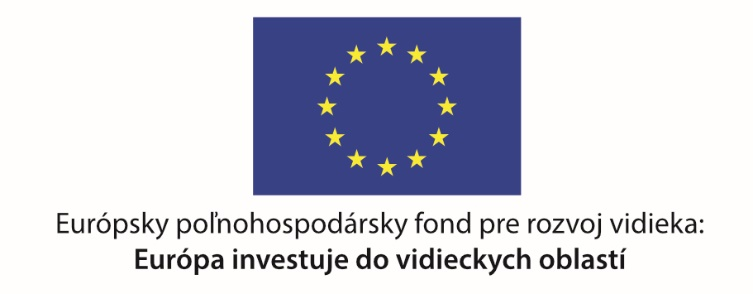 Európsky poľnohospodársky fond pre rozvoj vidieka:
Európa investuje do vidieckych oblastí